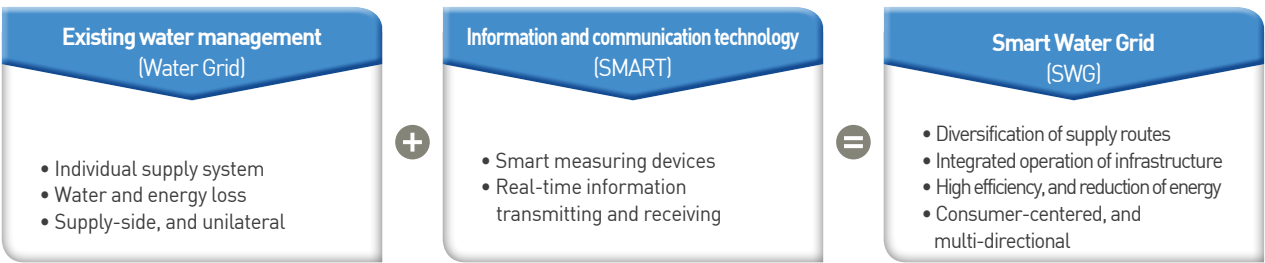 Existing water management
(Water Grid)
• Individual supply system
• Water and energy loss
• Supply-side, and unilateral
+
Information and communication technology
(SMART)
• Smart measuring devices
• Real-time information
transmitting and receiving
=
Smart Water Grid
(SWG)
• Diversification of supply routes
• Integrated operation of infrastructure
• High efficiency, and reduction of energy
• Consumer-centered, and
multi-directional